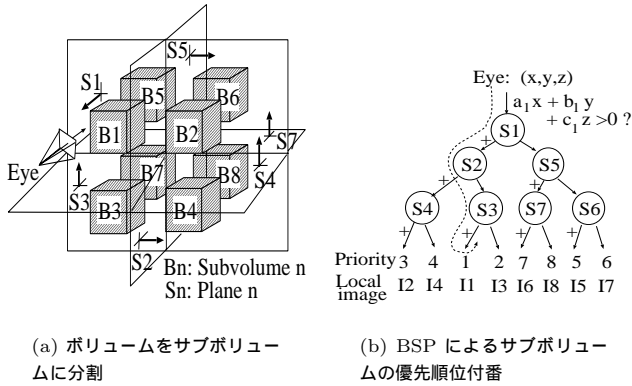 S5
S1
B5
B6
B1
B2
S7
Eye
B7
B8
S4
S3
B3
B4
S2
Bn: Subvolume n
Sn: Plane n
(a) ボリュームをサブボリュー
ムに分割
Eye: (x,y,z)
a1x + b1y
+ c1z >0 ?
S1
+
S2
S5
+
+
S4
S3
S7
S6
+
+
+
+
Priority 3 4 1 2 7 8 5 6
Local
image
I2 I4 I1 I3 I6 I8 I5 I7
(b) BSP によるサブボリュー
ムの優先順位付番